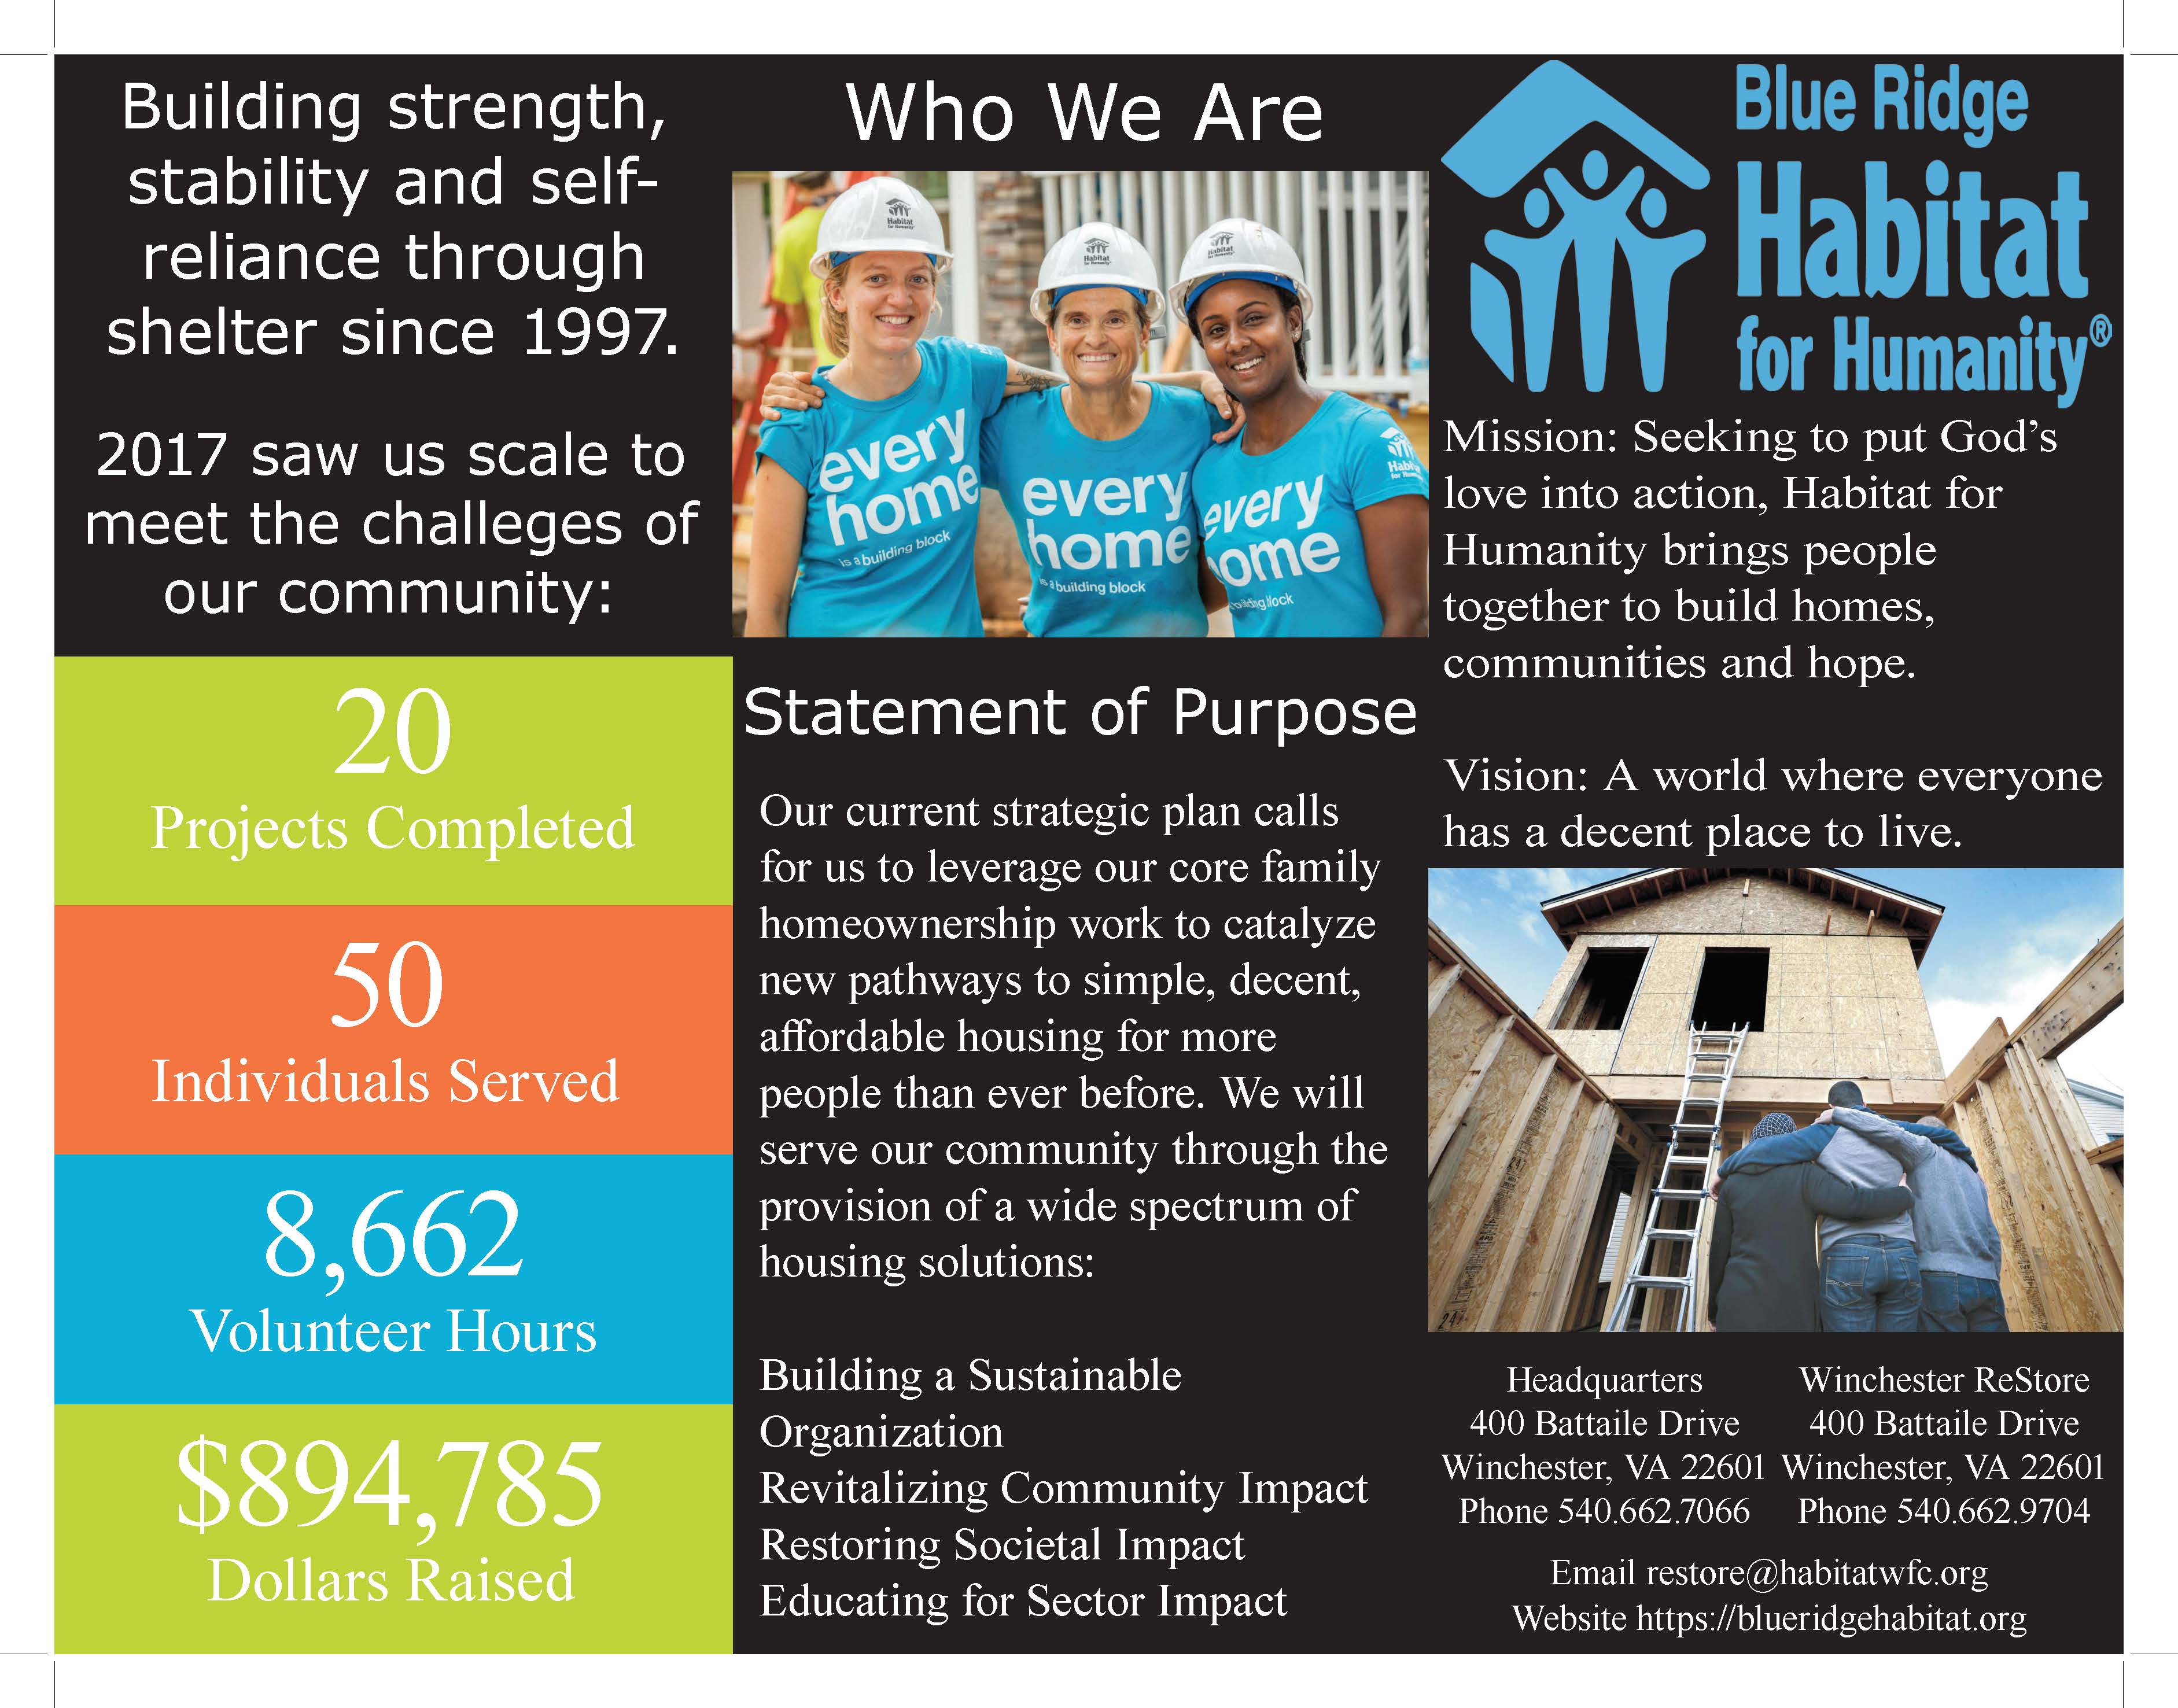 Building strength,
stability and self-
reliance through
shelter since 1997.
2017 saw us scale to
meet the challeges of
our community:
20
Projects Completed
50
Individuals Served
8,662
Volunteer Hours
$894,785
Dollars Raised
Who We Are
Habitat
for Humanity
Habitat
for Humanity
Habitat
for Humanity
every
home
is a building block
every
home
is a building block
every
home
building block
Statement of Purpose
Our current strategic plan calls
for us to leverage our core family
homeownership work to catalyze
new pathways to simple, decent,
affordable housing for more
people than ever before. We will
serve our community through the
provision of a wide spectrum of
housing solutions:
Building a Sustainable
Organization
Revitalizing Community Impact
Restoring Societal Impact
Educating for Sector Impact
Blue Ridge
Habitat
for Humanity®
Mission: Seeking to put God’s
love into action, Habitat for
Humanity brings people
together to build homes,
communities and hope.
Vision: A world where everyone
has a decent place to live.
Headquarters
400 Battaile Drive
Winchester, VA 22601
Phone 540.662.7066
Winchester ReStore
400 Battaile Drive
Winchester, VA 22601
Phone 540.662.9704
Email restore@habitatwfc.org
Website https://blueridgehabitat.org